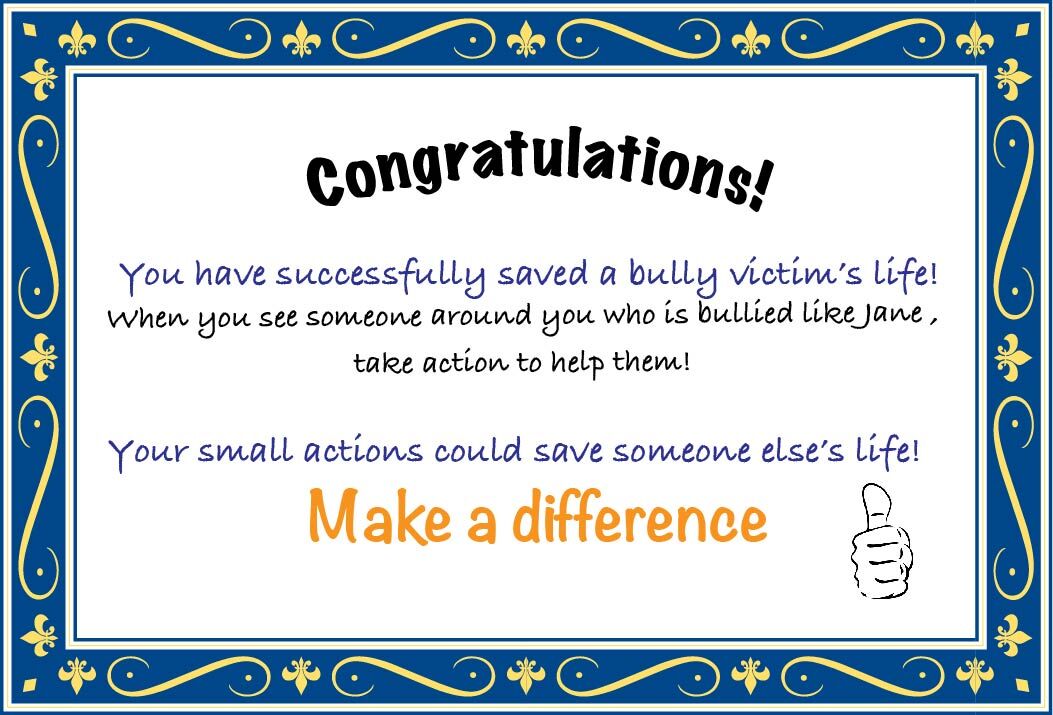 Congratulations!
You have successfully saved a bully victim's life!
When you see someone around you who is bullied like Jane ,
take action to help them!
Your small actions could save someone else's life!
Make a difference